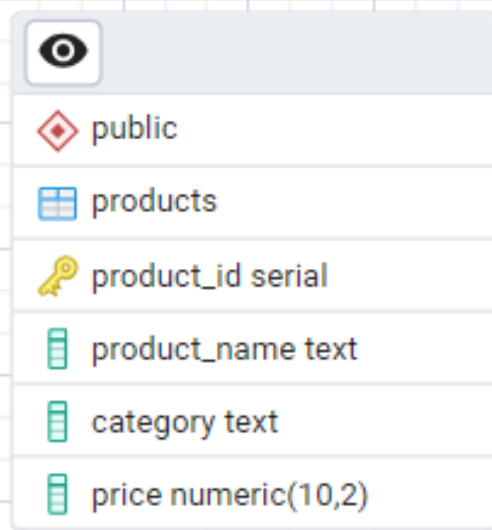 public
products
product_id serial
product_name text
category text
price numeric(10,2)